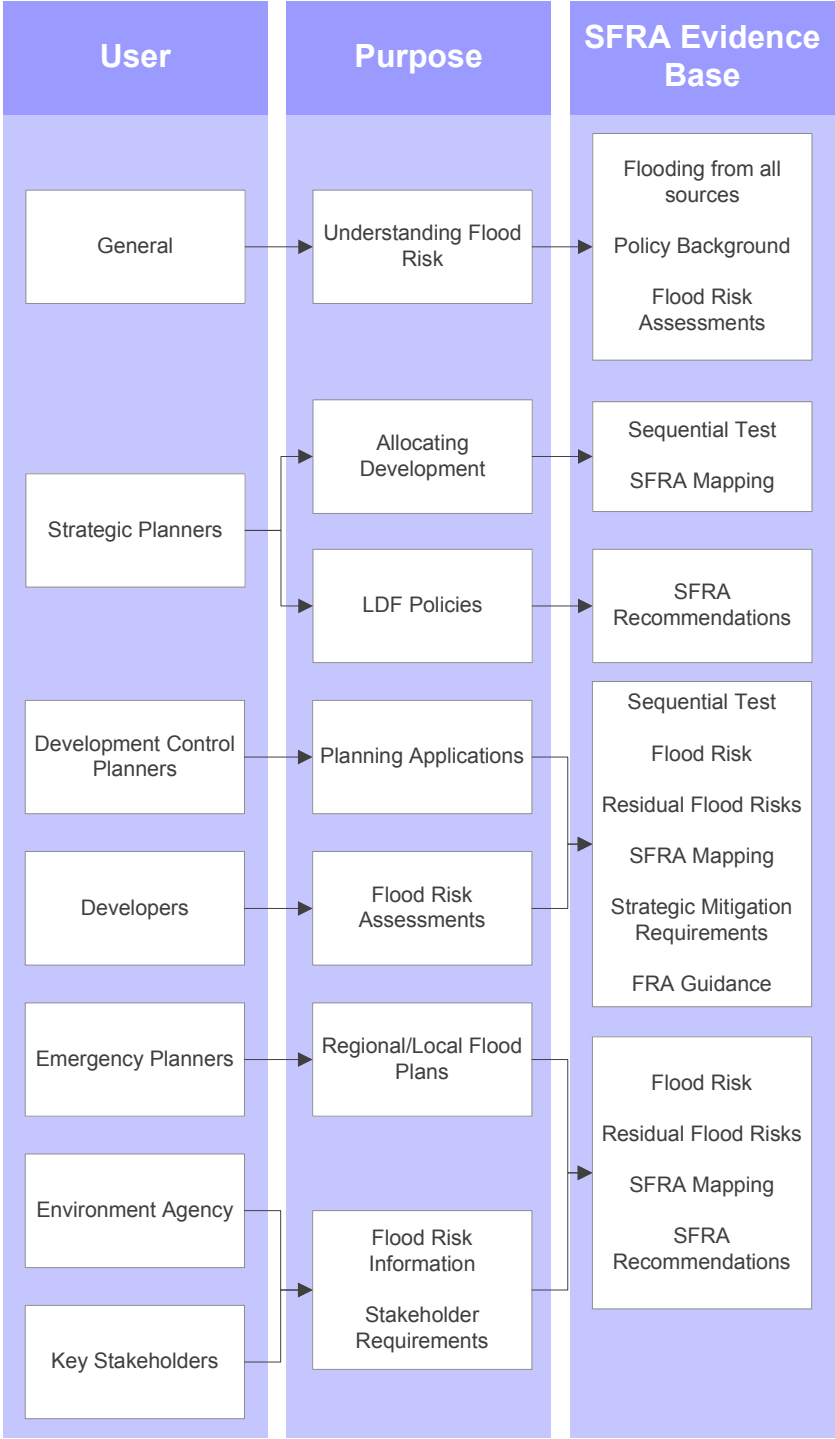 User
Purpose
SFRA Evidence
Base
General
Understanding Flood
Risk
Flooding from all
sources
Policy Background
Flood Risk
Assessments
Strategic Planners
Allocating
Development
Sequential Test
SFRA Mapping
LDF Policies
SFRA
Recommendations
Development Control
Planners
Planning Applications
Developers
Flood Risk
Assessments
Sequential Test
Flood Risk
Residual Flood Risks
SFRA Mapping
Strategic Mitigation
Requirements
FRA Guidance
Emergency Planners
Regional/Local Flood
Plans
Environment Agency
Key Stakeholders
Flood Risk
Information
Stakeholder
Requirements
Flood Risk
Residual Flood Risks
SFRA Mapping
SFRA
Recommendations